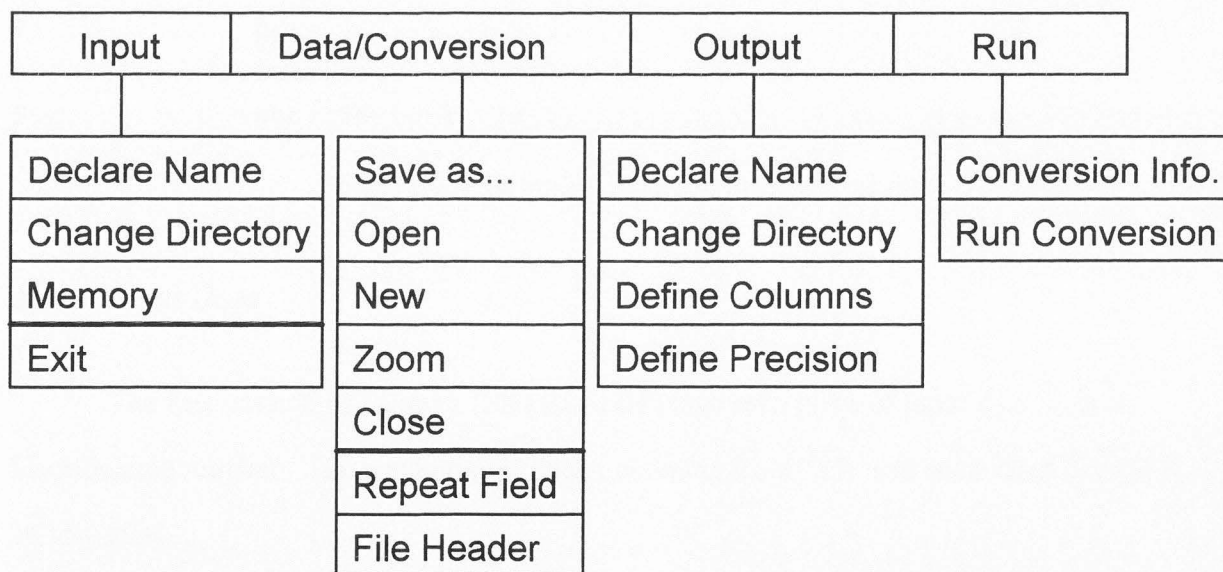 Input Data/Conversion Output Run
Declare Name
Change Directory
Memory
Exit
Save as...
Open
New
Zoom
Close
Repeat Field
File Header
Declare Name
Change Directory
Define Columns
Define Precision
Conversion Info.
Run Conversion